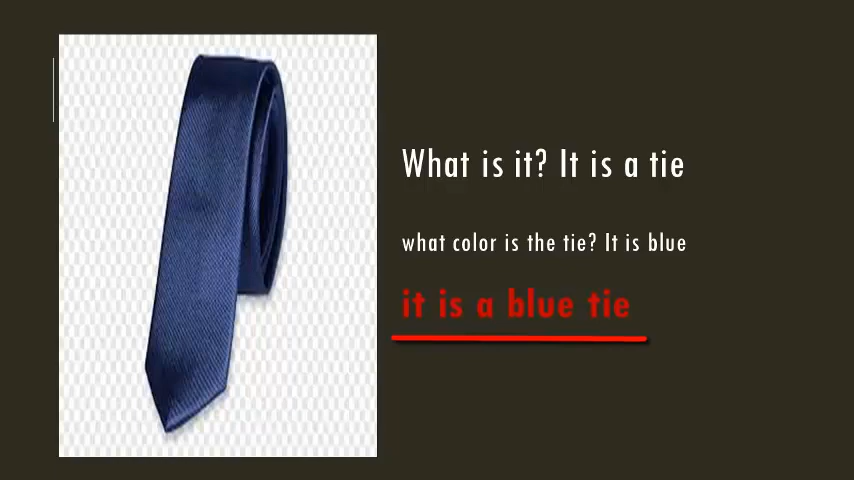 What is it? It is a tie
what color is the tie? It is blue
it is a blue tie